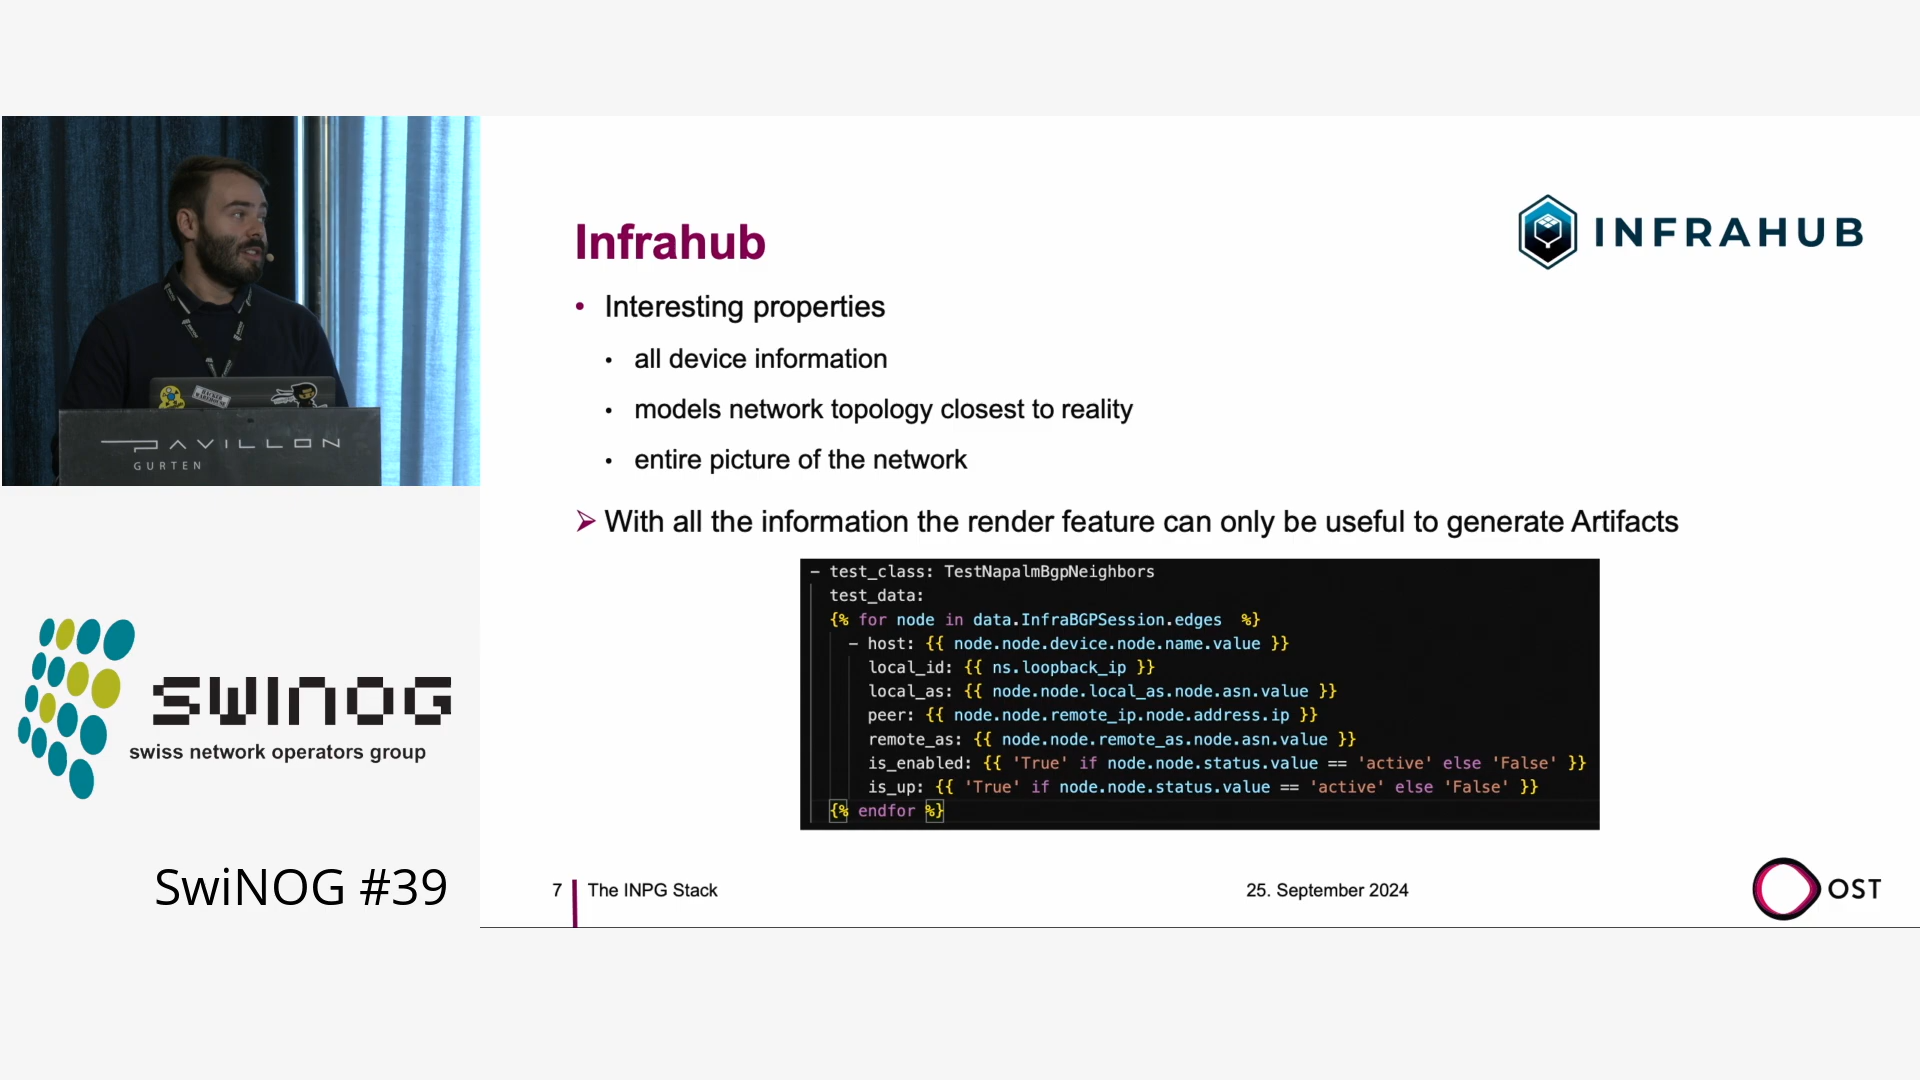 HACKER
WAREHOUSE
PAVILLON
GURTEN
swinog
swiss network operators group
SwiNOG #39
Infrahub
INFRAHUB
• Interesting properties
• all device information
• models network topology closest to reality
• entire picture of the network
➢ With all the information the render feature can only be useful to generate Artifacts
- test_class: TestNapalmBgpNeighbors
test_data:
{% for node in data.InfraBGPSession.edges %}
- host: {{ node.node.device.node.name.value }}
local_id: {{ ns.loopback_ip }}
local_as: {{ node.node.local_as.node.asn.value }}
peer: {{ node.node.remote_ip.node.address.ip }}
remote_as: {{ node.node.remote_as.node.asn.value }}
is_enabled: {{ 'True' if node.node.status.value == 'active' else 'False' }}
is_up: {{ 'True' if node.node.status.value == 'active' else 'False' }}
{% endfor %}
7 The INPG Stack
25. September 2024
OST